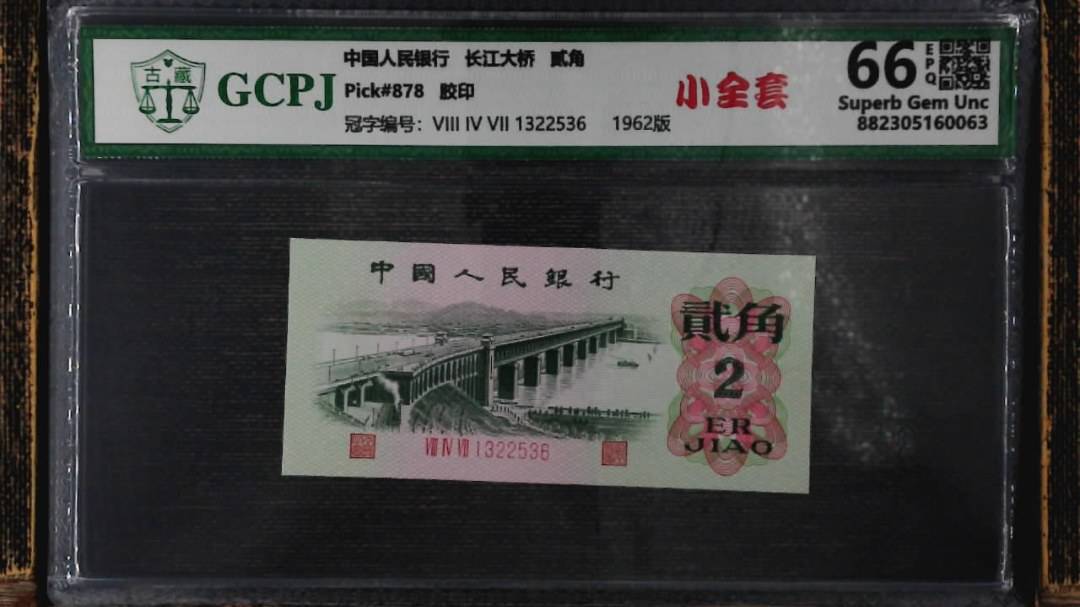 古藏
GCPJ
中国人民银行 长江大桥 贰角
Pick#878 胶印
冠字编号: VIII IV VII 1322536 1962版
小全套
66
EPQ
Superb Gem Unc
882305160063
中國人民銀行
貳角
2
ER
JIAO
VIII IV VII 1322536